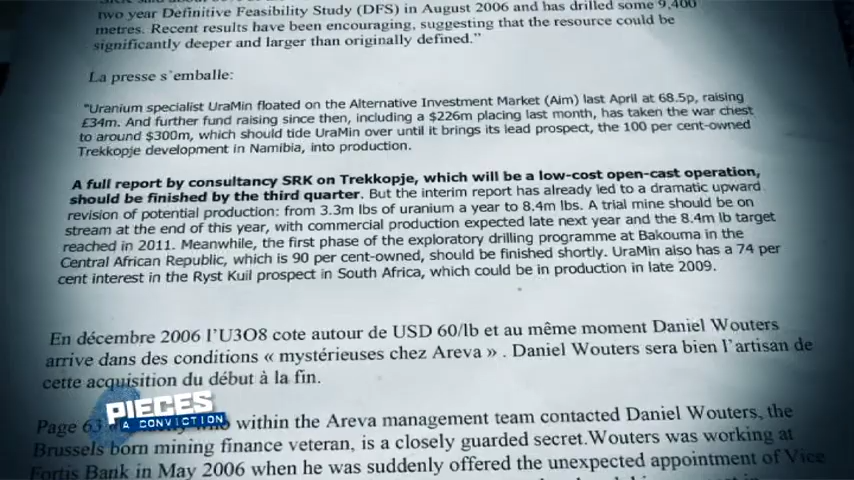 two year Definitive Feasibility Study (DFS) in August 2006 and has drilled some 9,400
metres. Recent results have been encouraging, suggesting that the resource could be
significantly deeper and larger than originally defined.”
La presse s’emballe:
"Uranium specialist UraMin floated on the Alternative Investment Market (Aim) last April at 68.5p, raising
£34m. And further fund raising since then, including a $226m placing last month, has taken the war chest
to around $300m, which should tide UraMin over until it brings its lead prospect, the 100 per cent-owned
Trekkopje development in Namibia, into production.
A full report by consultancy SRK on Trekkopje, which will be a low-cost open-cast operation,
should be finished by the third quarter. But the interim report has already led to a dramatic upward
revision of potential production: from 3.3m lbs of uranium a year to 8.4m lbs. A trial mine should be on
stream at the end of this year, with commercial production expected late next year and the 8.4m lb target
reached in 2011. Meanwhile, the first phase of the exploratory drilling programme at Bakouma in the
Central African Republic, which is 90 per cent-owned, should be finished shortly. UraMin also has a 74 per
cent interest in the Ryst Kuil prospect in South Africa, which could be in production in late 2009.
En décembre 2006 l’U3O8 cote autour de USD 60/lb et au même moment Daniel Wouters
arrive dans des conditions « mystérieuses chez Areva » . Daniel Wouters sera bien l’artisan de
cette acquisition du début à la fin.
Page 63 within the Areva management team contacted Daniel Wouters, the
Brussels born mining finance veteran, is a closely guarded secret.Wouters was working at
Fortis Bank in May 2006 when he was suddenly offered the unexpected appointment of Vice
PIECES
A CONVICTION